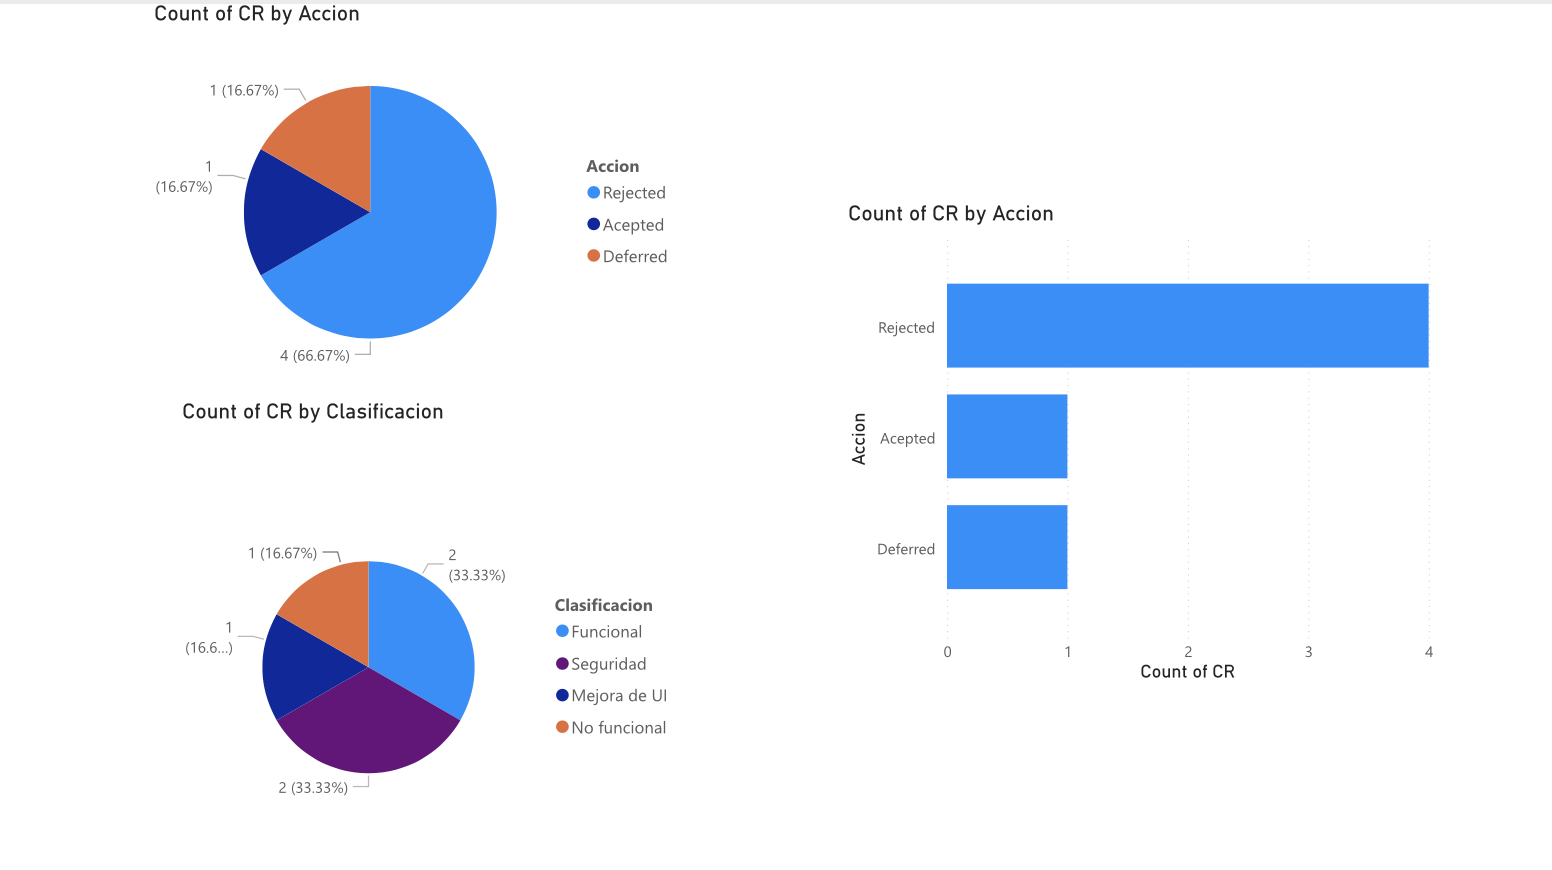 Count of CR by Accion
1 (16.67%)
1
(16.67%)
4 (66.67%)
Accion
Rejected
Acepted
Deferred
Count of CR by Clasificacion
1 (16.67%)
2
(33.33%)
1
(16.6...)
2 (33.33%)
Clasificacion
Funcional
Seguridad
Mejora de UI
No funcional
Count of CR by Accion
Accion
Rejected
Acepted
Deferred
0 1 2 3 4
Count of CR